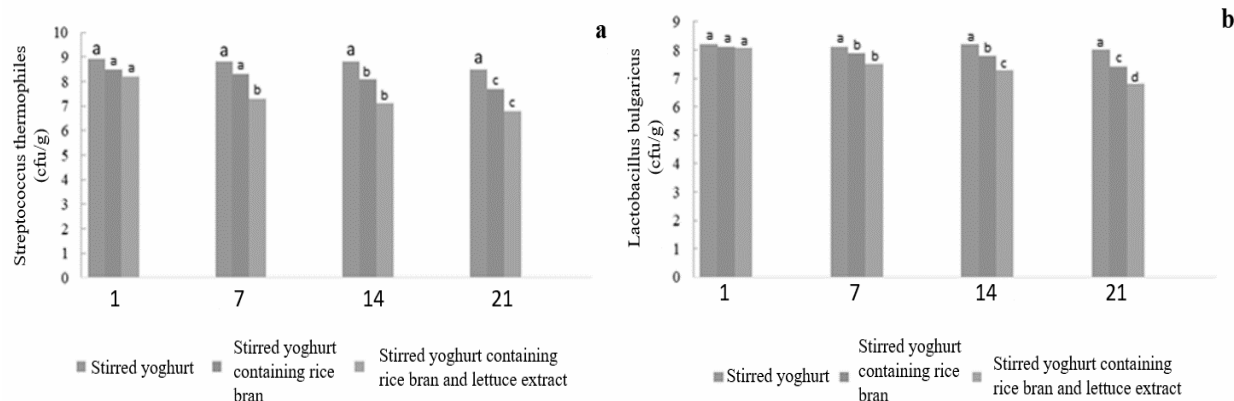 a
Streptococcus thermophiles
(cfu/g)
10
9
8
7
6
5
4
3
2
1
0
a a a
a a b
a b b
a c c
1 7 14 21
Stirred yoghurt
Stirred yoghurt
containing rice
bran
Stirred yoghurt containing
rice bran and lettuce extract
b
Lactobacillus bulgaricus
(cfu/g)
9
8
7
6
5
4
3
2
1
0
a a a
a b b
a b c
a c d
1 7 14 21
Stirred yoghurt
Stirred yoghurt
containing rice
bran
Stirred yoghurt containing
rice bran and lettuce extract